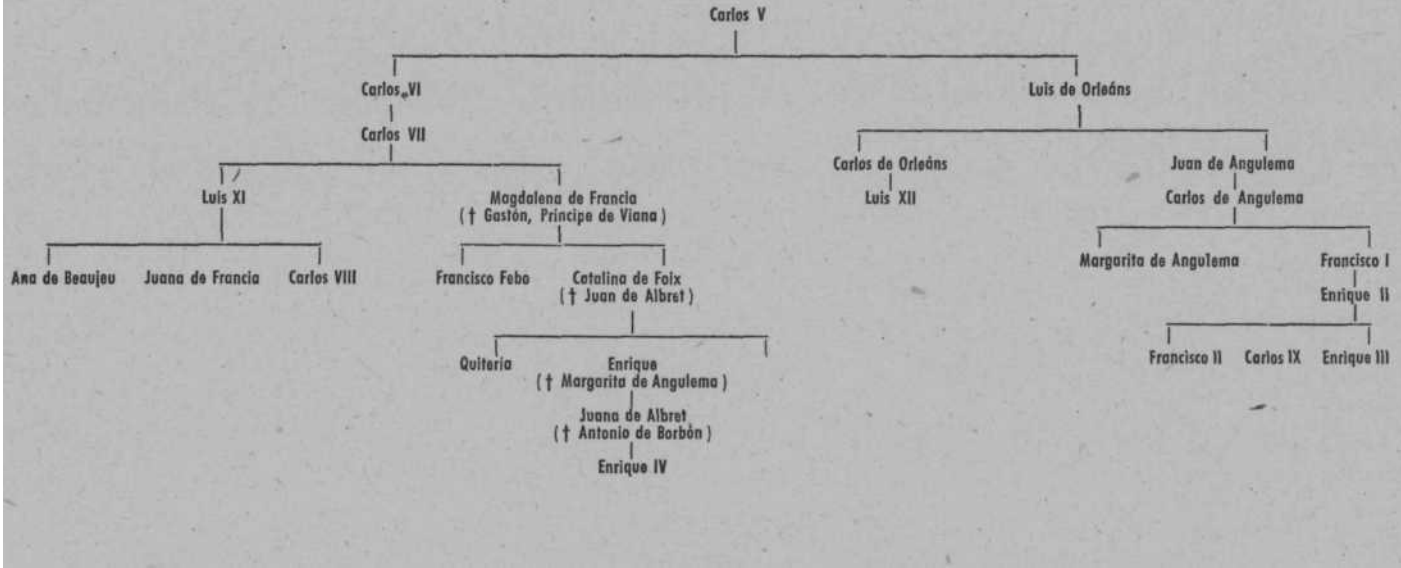 Carlos V
Carlos VI
Luis de Orleáns
Carlos VII
Carlos de Orleáns
Juan de Angulema
Luis XI
Magdalena de Francia
( † Gastón, Príncipe de Viana )
Luis XII
Carlos de Angulema
Ana de Beaujeu
Juana de Francia
Carlos VIII
Francisco Febo
Catalina de Foix
( † Juan de Albret )
Margarita de Angulema
Francisco I
Enrique II
Quiteria
Enrique
( † Margarita de Angulema )
Francisco II
Carlos IX
Enrique III
Juana de Albret
( † Antonio de Borbón )
Enrique IV